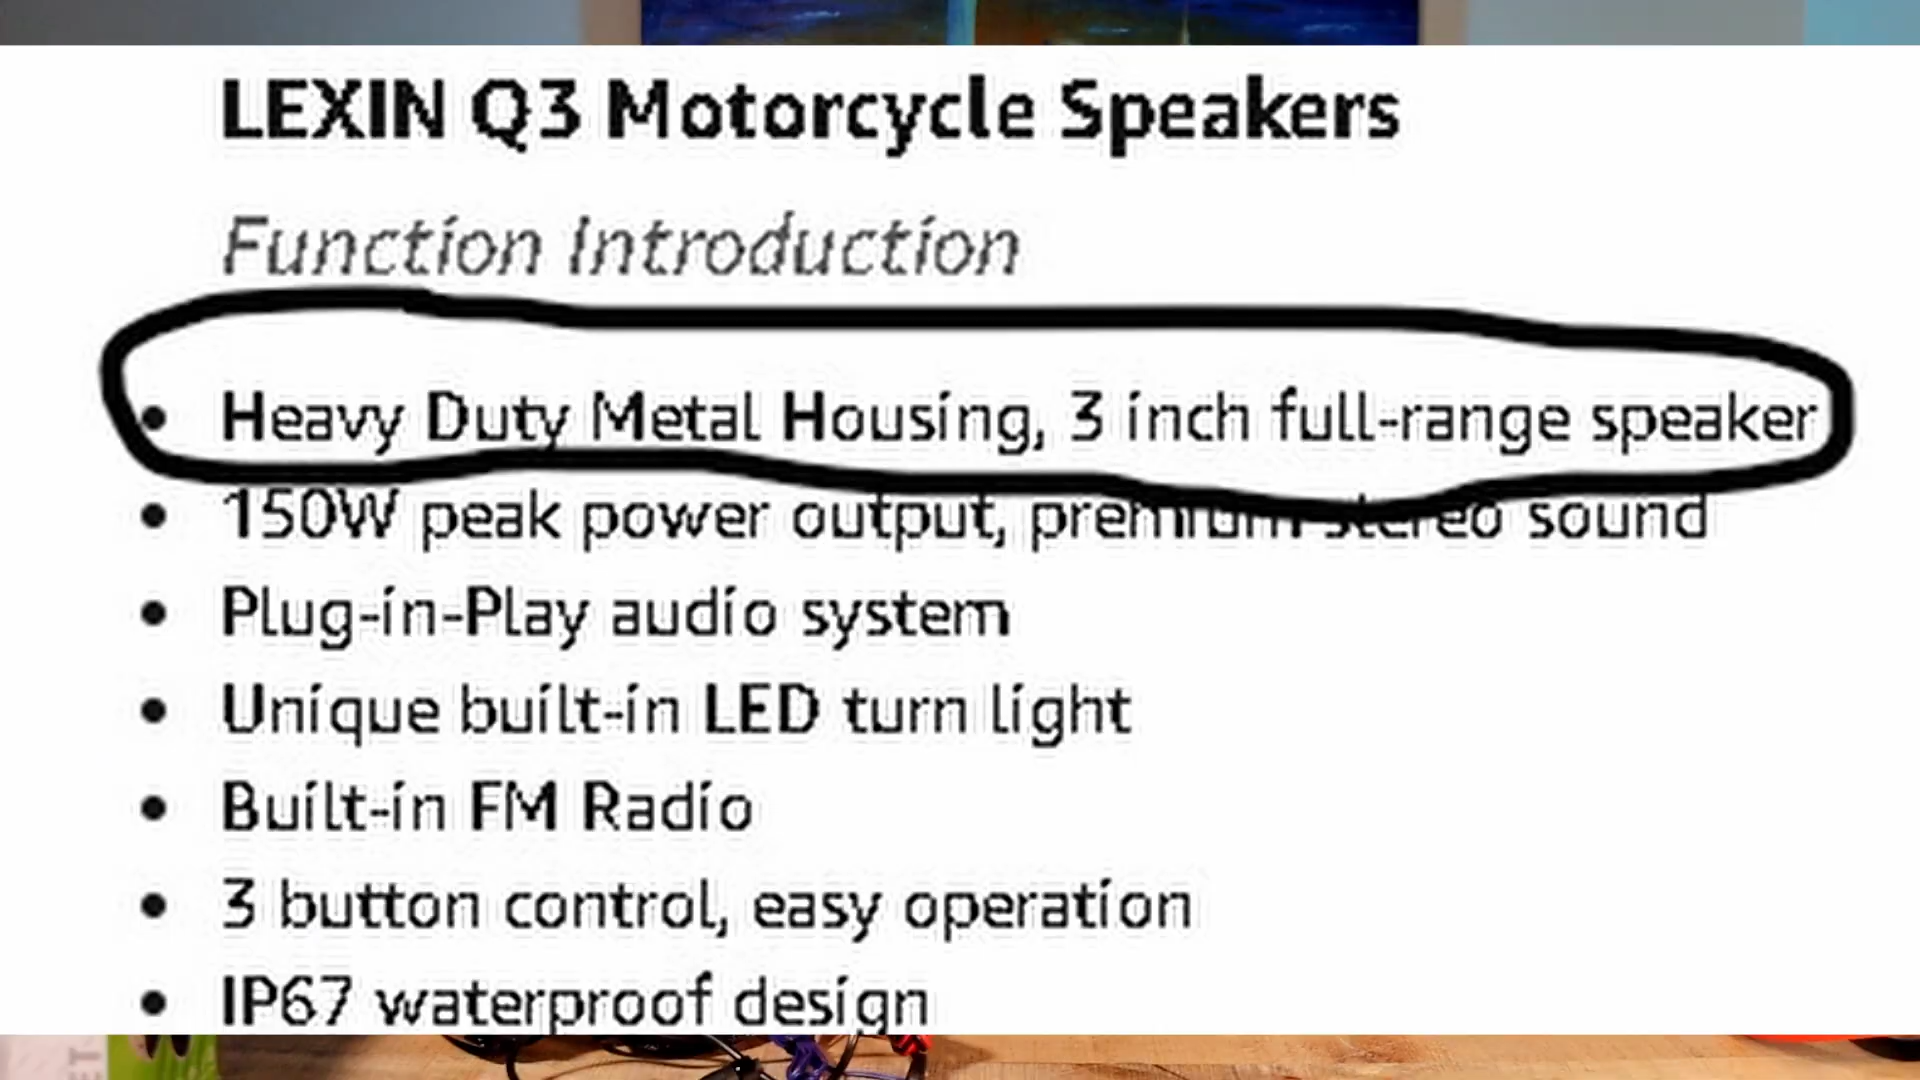 LEXIN Q3 Motorcycle Speakers
Function Introduction
• Heavy Duty Metal Housing, 3 inch full-range speaker
• 150W peak power output, premium stereo sound
• Plug-in-Play audio system
• Unique built-in LED turn light
• Built-in FM Radio
• 3 button control, easy operation
• IP67 waterproof design